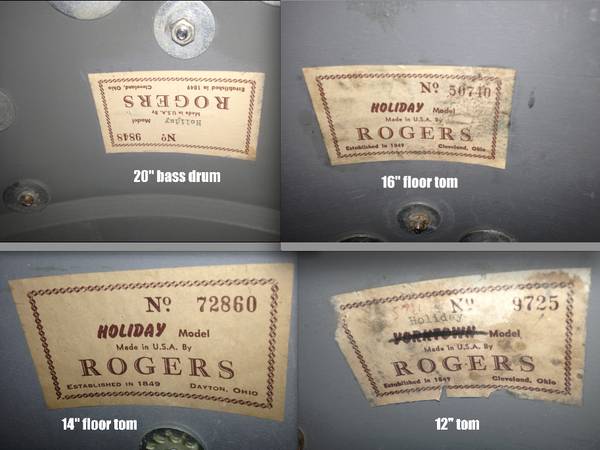 Nº 9848
Holiday Model
Made in U.S.A. By
ROGERS
Established in 1849 Cleveland, Ohio
20" bass drum
Nº 50740
HOLIDAY Model
Made in U.S.A. By
ROGERS
Established in 1849 Cleveland, Ohio
16" floor tom
Nº 72860
HOLIDAY Model
Made in U.S.A. By
ROGERS
ESTABLISHED IN 1849 DAYTON, OHIO
14" floor tom
Nº 9725
Holiday
YORKTOWN Model
Made in U.S.A. By
ROGERS
Established in 1849 Cleveland, Ohio
12" tom